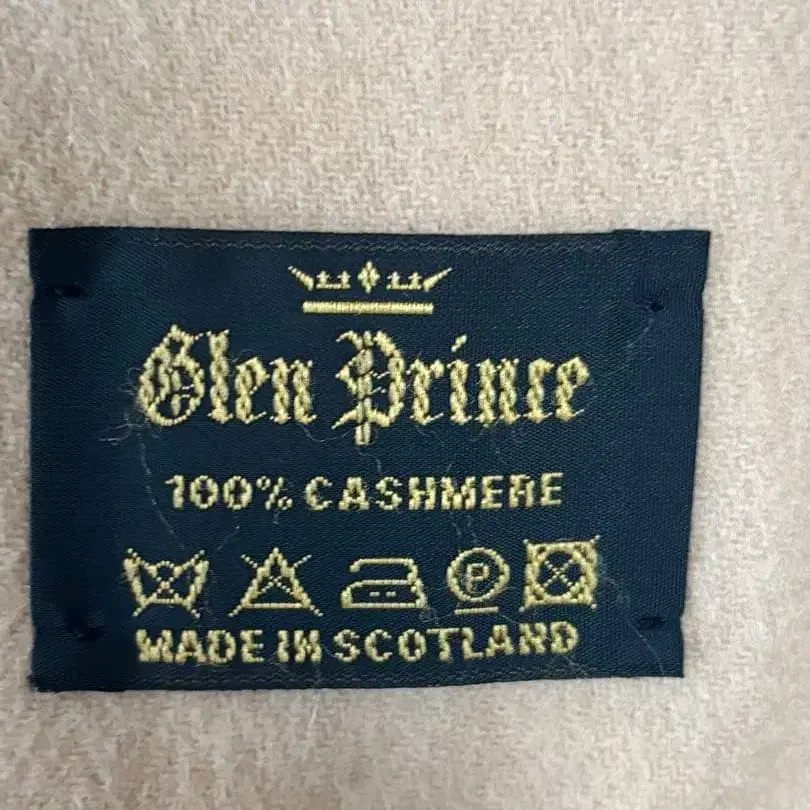 Glen Prince
100% CASHMERE
P
MADE IN SCOTLAND